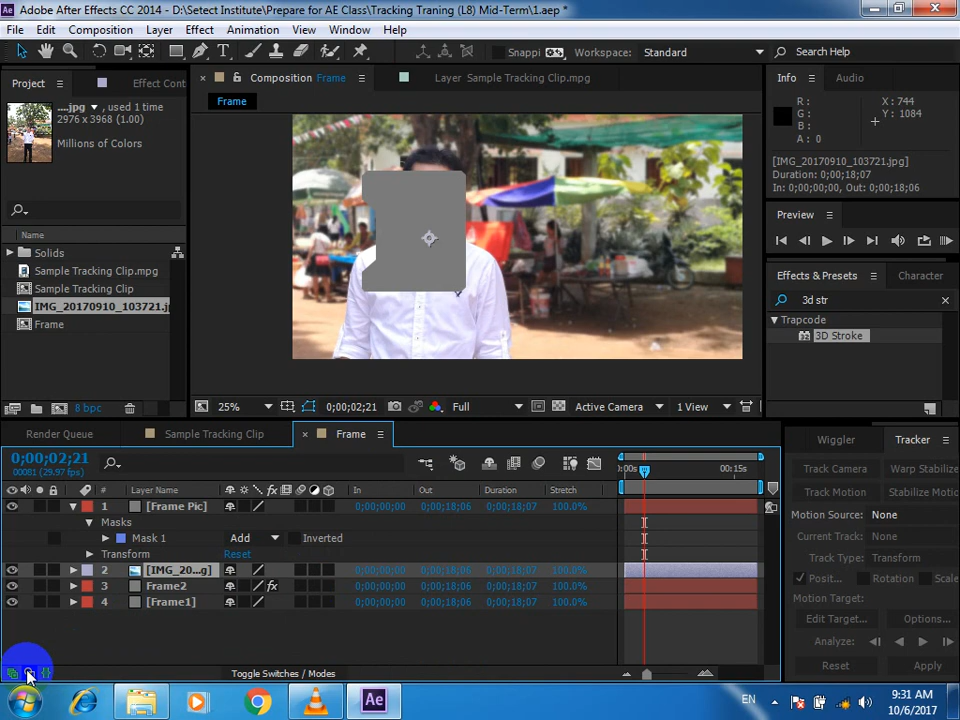 Adobe After Effects CC 2014 - D:\Setect Institute\Prepare for AE Class\Tracking Traning (L8) Mid-Term\1.aep *
File Edit Composition Layer Effect Animation View Window Help
Snappi Workspace: Standard Search Help
Project Effect Cont
Composition Frame Layer Sample Tracking Clip.mpg
Info Audio
....jpg , used 1 time
2976 x 3968 (1.00)
Millions of Colors
Frame
R :
G :
B :
A : 0
X : 744
Y : 1084
[IMG_20170910_103721.jpg]
Duration: 0;00;18;07
In: 0;00;00;00, Out: 0;00;18;06
Preview
Name
Solids
Sample Tracking Clip.mpg
Sample Tracking Clip
IMG_20170910_103721.j
Frame
Effects & Presets Character
3d str
Trapcode
3D Stroke
8 bpc
25% 0;00;02;21 Full Active Camera 1 View
Render Queue Sample Tracking Clip Frame
Wiggler Tracker
0;00;02;21
00081 (29.97 fps)
:00s 00:15s
# Layer Name In Out Duration Stretch
1 [Frame Pic] 0;00;00;00 0;00;18;06 0;00;18;07 100.0%
Masks
Mask 1 Add Inverted
Transform Reset
2 [IMG_20...g] 0;00;00;00 0;00;18;06 0;00;18;07 100.0%
3 Frame2 fx 0;00;00;00 0;00;18;06 0;00;18;07 100.0%
4 [Frame1] 0;00;00;00 0;00;18;06 0;00;18;07 100.0%
Toggle Switches / Modes
Track Camera Warp Stabilize
Track Motion Stabilize Motio
Motion Source: None
Current Track: None
Track Type: Transform
Posit... Rotation Scale
Motion Target:
Edit Target... Options...
Analyze:
Reset Apply
Ae
EN
9:31 AM
10/6/2017